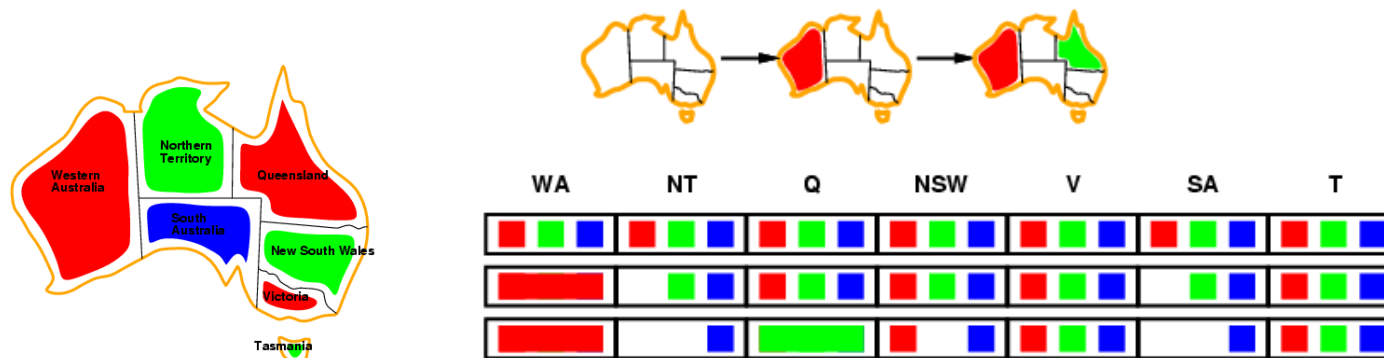 Northern
Territory
Western
Australia
Queensland
South
Australia
New South Wales
Victoria
Tasmania
WA NT Q NSW V SA T